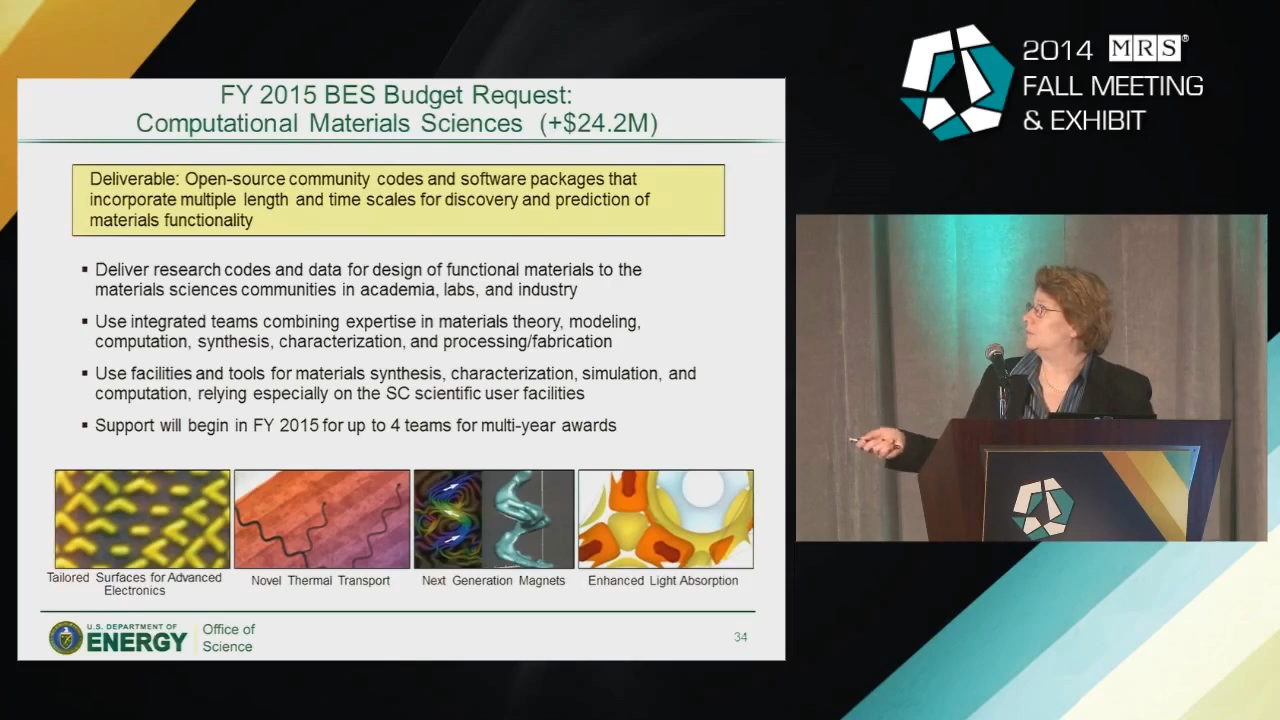 FY 2015 BES Budget Request:
Computational Materials Sciences (+$24.2M)
Deliverable: Open-source community codes and software packages that
incorporate multiple length and time scales for discovery and prediction of
materials functionality
▪ Deliver research codes and data for design of functional materials to the
materials sciences communities in academia, labs, and industry
▪ Use integrated teams combining expertise in materials theory, modeling,
computation, synthesis, characterization, and processing/fabrication
▪ Use facilities and tools for materials synthesis, characterization, simulation, and
computation, relying especially on the SC scientific user facilities
▪ Support will begin in FY 2015 for up to 4 teams for multi-year awards
Tailored Surfaces for Advanced
Electronics
Novel Thermal Transport
Next Generation Magnets
Enhanced Light Absorption
U.S. DEPARTMENT OF
ENERGY
Office of
Science
34
2014 MRS®
FALL MEETING
& EXHIBIT